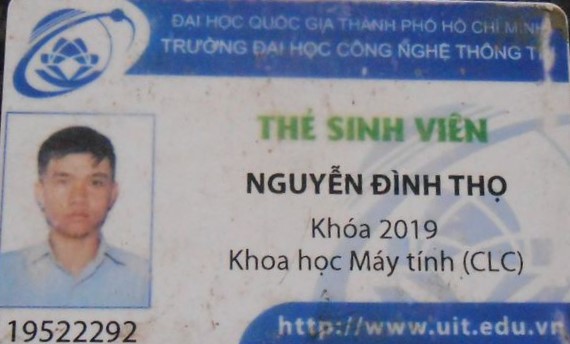 ĐẠI HỌC QUỐC GIA THÀNH PHỐ HỒ CHÍ MINH
TRƯỜNG ĐẠI HỌC CÔNG NGHỆ THÔNG TIN
THẺ SINH VIÊN
NGUYỄN ĐÌNH THỌ
Khóa 2019
Khoa học Máy tính (CLC)
19522292
http://www.uit.edu.vn